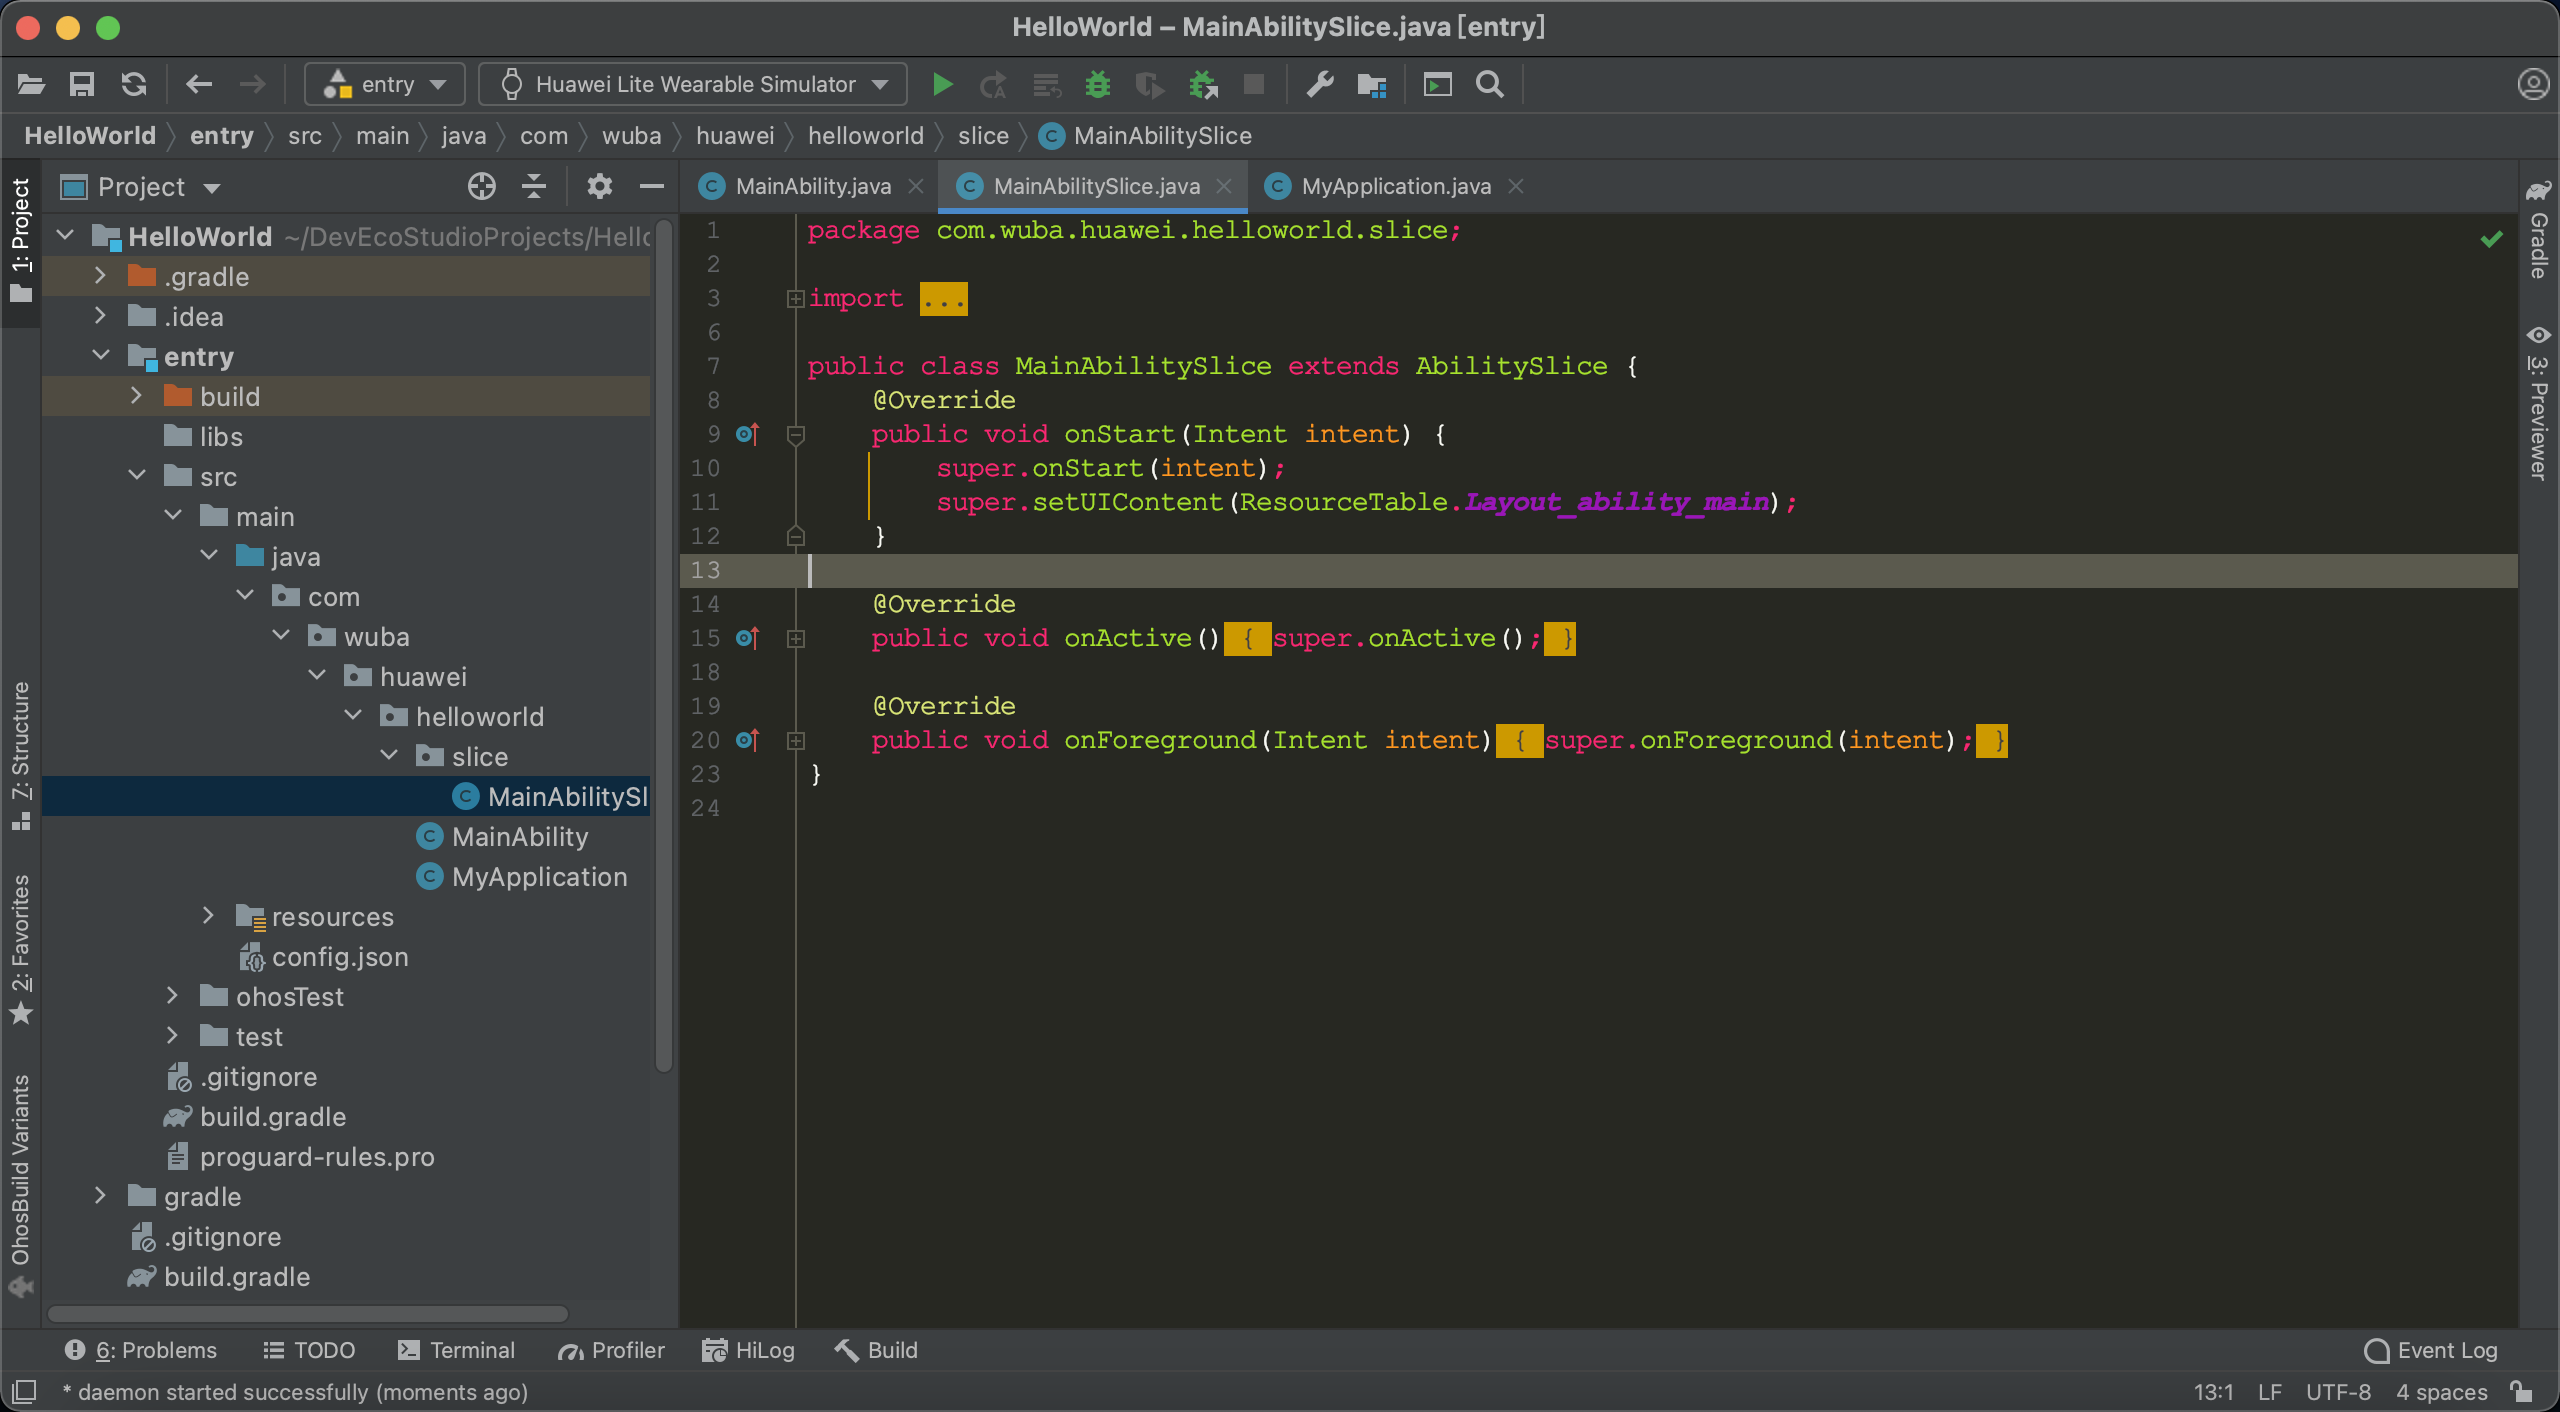 HelloWorld – MainAbilitySlice.java [entry]
entry
Huawei Lite Wearable Simulator
HelloWorld
entry
src
main
java
com
wuba
huawei
helloworld
slice
MainAbilitySlice
1: Project
7: Structure
2: Favorites
OhosBuild Variants
Project
HelloWorld ~/DevEcoStudioProjects/Hellc
.gradle
.idea
entry
build
libs
src
main
java
com
wuba
huawei
helloworld
slice
MainAbilitySl
MainAbility
MyApplication
resources
config.json
ohosTest
test
.gitignore
build.gradle
proguard-rules.pro
gradle
.gitignore
build.gradle
MainAbility.java
MainAbilitySlice.java
MyApplication.java
1 package com.wuba.huawei.helloworld.slice;
2
3 import ...
6
7 public class MainAbilitySlice extends AbilitySlice {
8 @Override
9 public void onStart(Intent intent) {
10 super.onStart(intent);
11 super.setUIContent(ResourceTable.Layout_ability_main);
12 }
13
14 @Override
15 public void onActive() { super.onActive(); }
18
19 @Override
20 public void onForeground(Intent intent) { super.onForeground(intent); }
23 }
24
Gradle
3: Previewer
6: Problems
TODO
Terminal
Profiler
HiLog
Build
Event Log
* daemon started successfully (moments ago)
13:1
LF
UTF-8
4 spaces